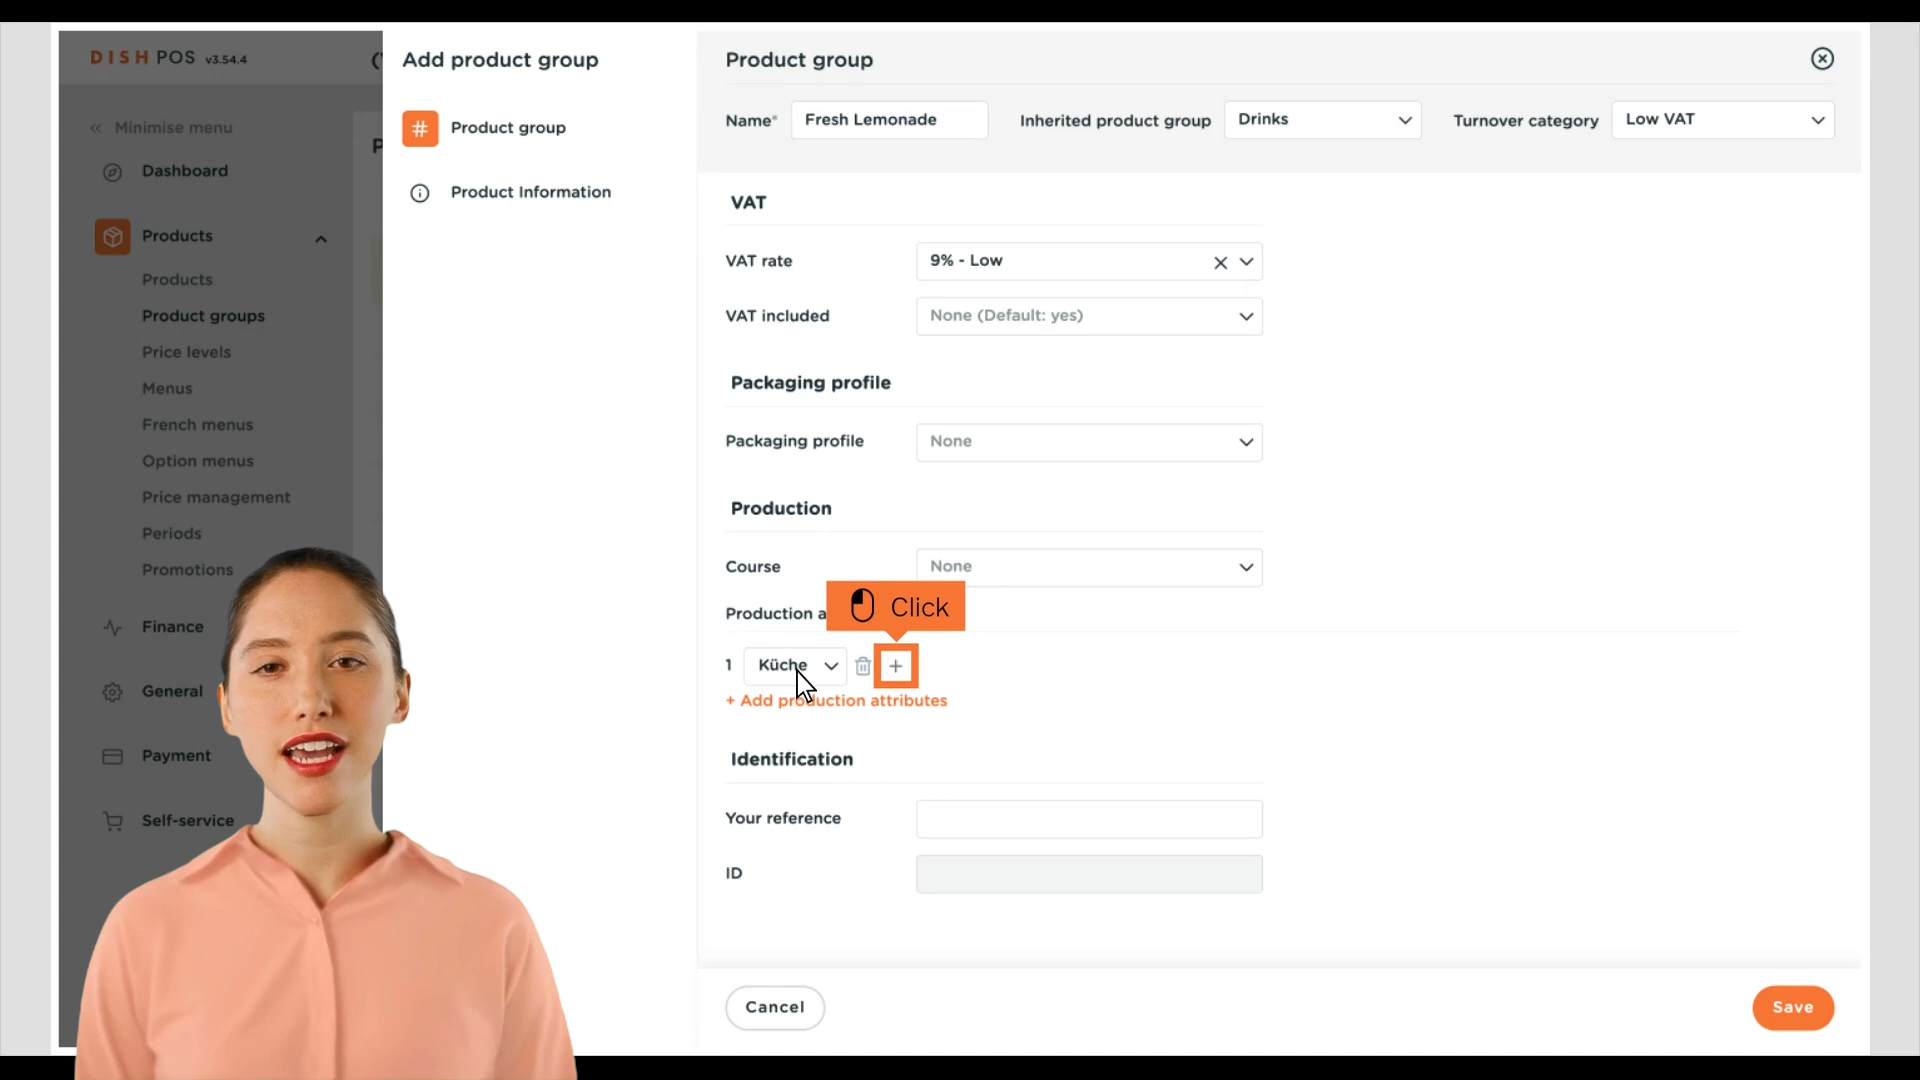 DISH POS v3.54.4
Minimise menu
Dashboard
Products
Products
Product groups
Price levels
Menus
French menus
Option menus
Price management
Periods
Promotions
Finance
General
Payment
Self-service
Add product group
Product group
Product Information
Product group
Name* Fresh Lemonade Inherited product group Drinks Turnover category Low VAT
VAT
VAT rate 9% - Low
VAT included None (Default: yes)
Packaging profile
Packaging profile None
Production
Course None
Production a
Click
1 Küche
+ Add production attributes
Identification
Your reference
ID
Cancel Save